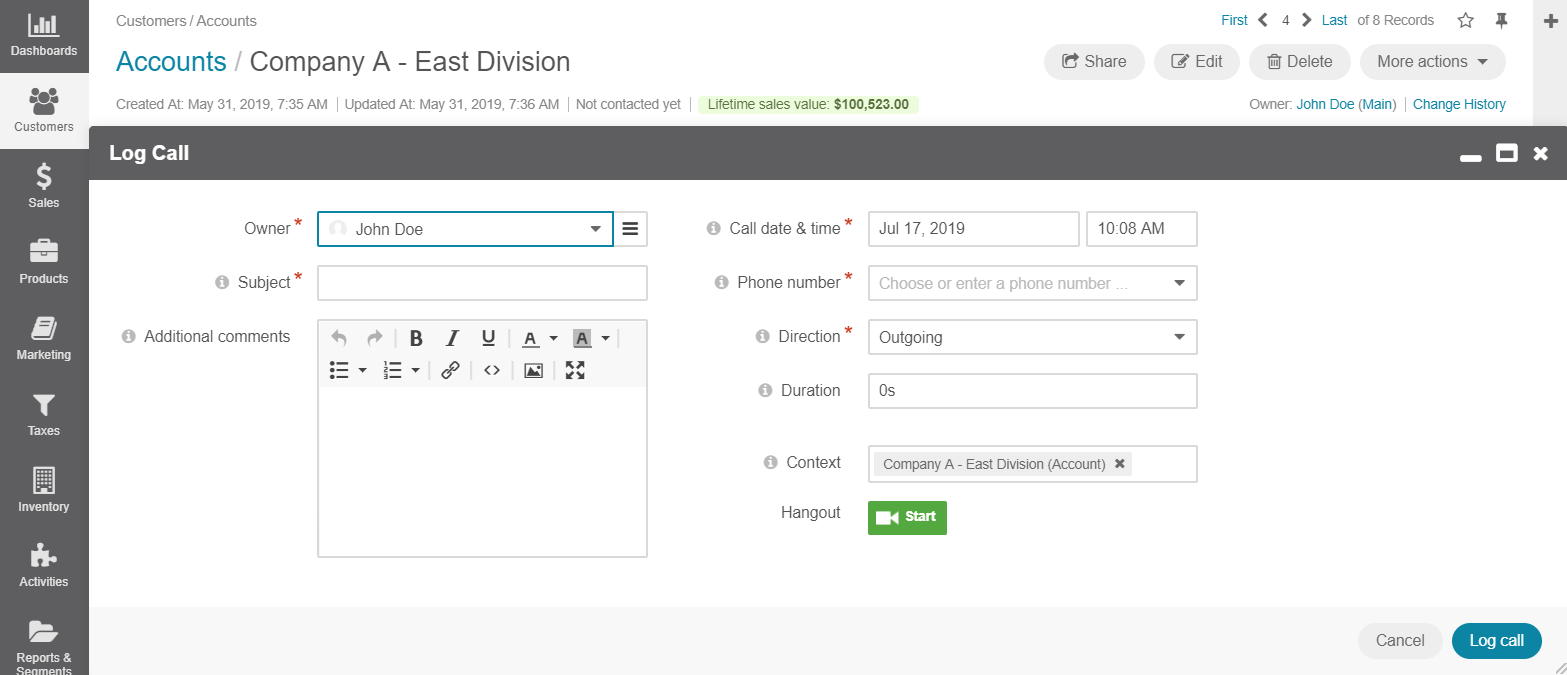 Dashboards
Customers
Sales
Products
Marketing
Taxes
Inventory
Activities
Reports &
Segments
Customers / Accounts
First 4 Last of 8 Records
Accounts / Company A - East Division
Share Edit Delete More actions
Created At: May 31, 2019, 7:35 AM Updated At: May 31, 2019, 7:36 AM Not contacted yet Lifetime sales value: $100,523.00
Owner: John Doe (Main) Change History
Log Call
Owner * John Doe
Subject *
Additional comments
B I U A A
Call date & time * Jul 17, 2019 10:08 AM
Phone number * Choose or enter a phone number ...
Direction * Outgoing
Duration 0s
Context Company A - East Division (Account)
Hangout Start
Cancel Log call